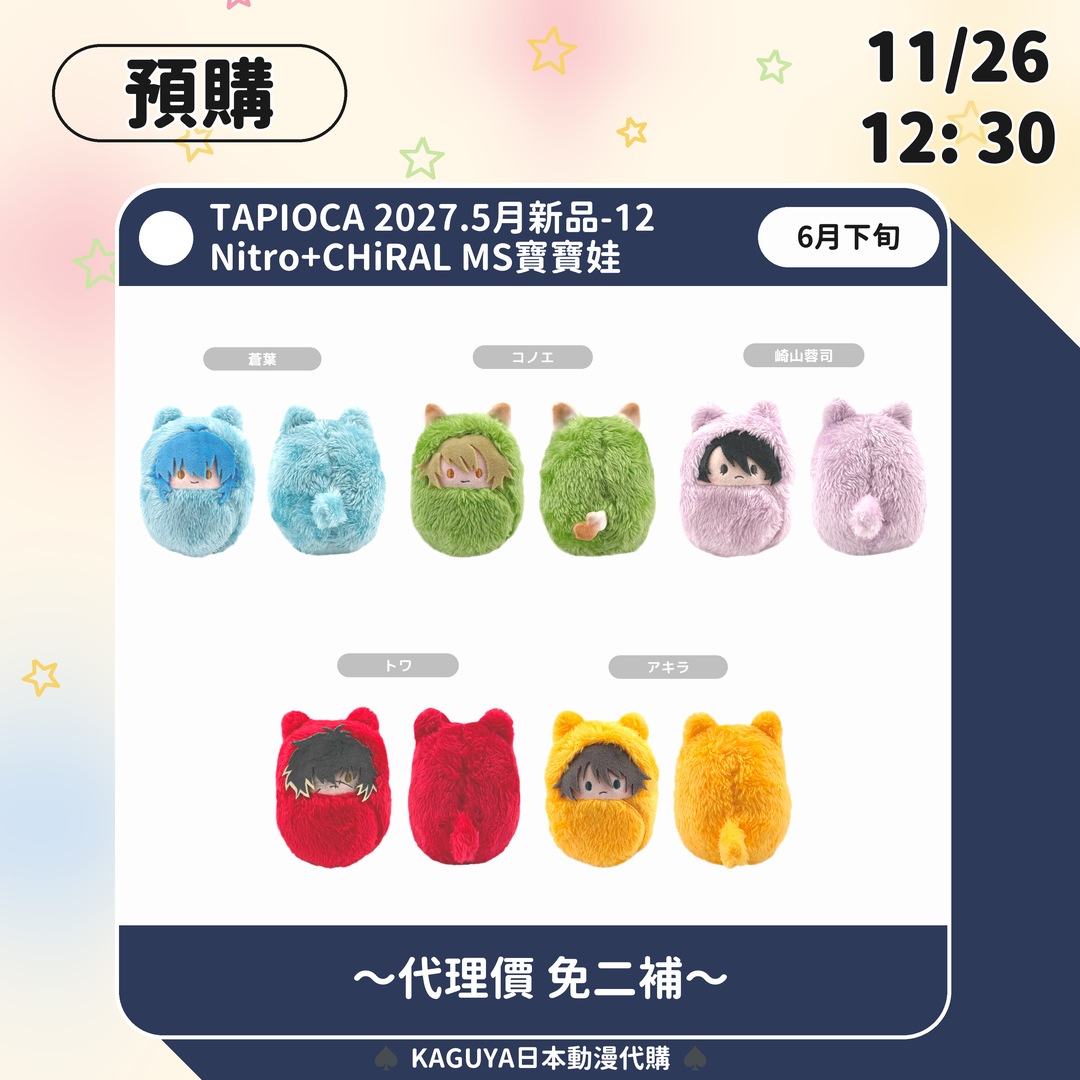 預購
11/26
12: 30
TAPIOCA 2027.5月新品-12
Nitro+CHiRAL MS寶寶娃
6月下旬
蒼葉
コノエ
崎山蓉司
トワ
アキラ
～代理價 免二補～
KAGUYA日本動漫代購